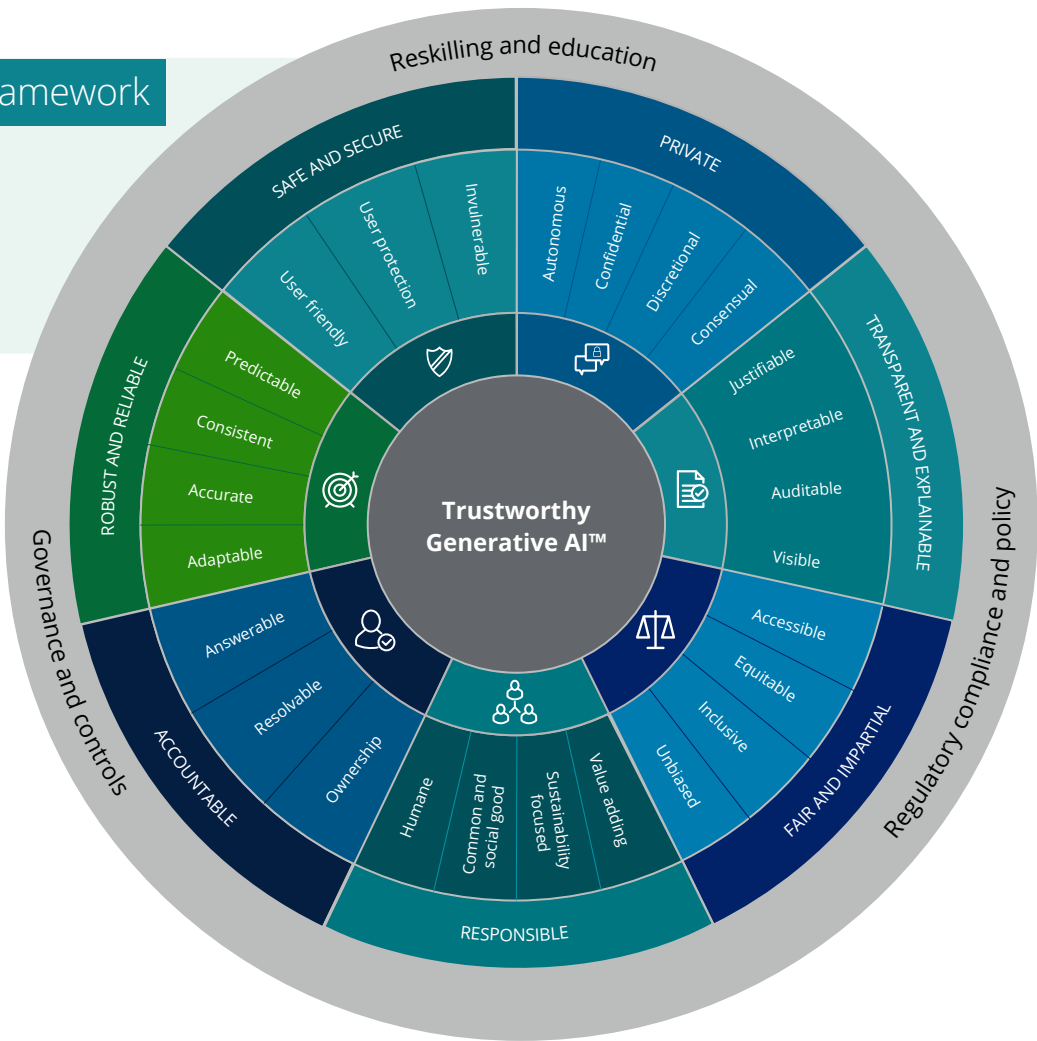 amework
Reskilling and education
SAFE AND SECURE
Invulnerable
User protection
User friendly
PRIVATE
Autonomous
Confidential
Discretional
Consensual
TRANSPARENT AND EXPLAINABLE
Justifiable
Interpretable
Auditable
Visible
Regulatory compliance and policy
FAIR AND IMPARTIAL
Accessible
Equitable
Inclusive
Unbiased
RESPONSIBLE
Value adding
Sustainability
focused
Common and
social good
Humane
ACCOUNTABLE
Ownership
Resolvable
Answerable
Governance and controls
ROBUST AND RELIABLE
Adaptable
Accurate
Consistent
Predictable
Trustworthy
Generative AI™